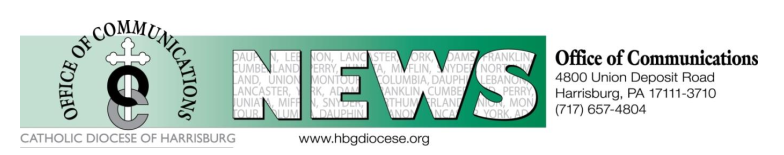 OFFICE OF COMMUNICATIONS
CATHOLIC DIOCESE OF HARRISBURG
NEWS
www.hbgdiocese.org
Office of Communications
4800 Union Deposit Road
Harrisburg, PA 17111-3710
(717) 657-4804